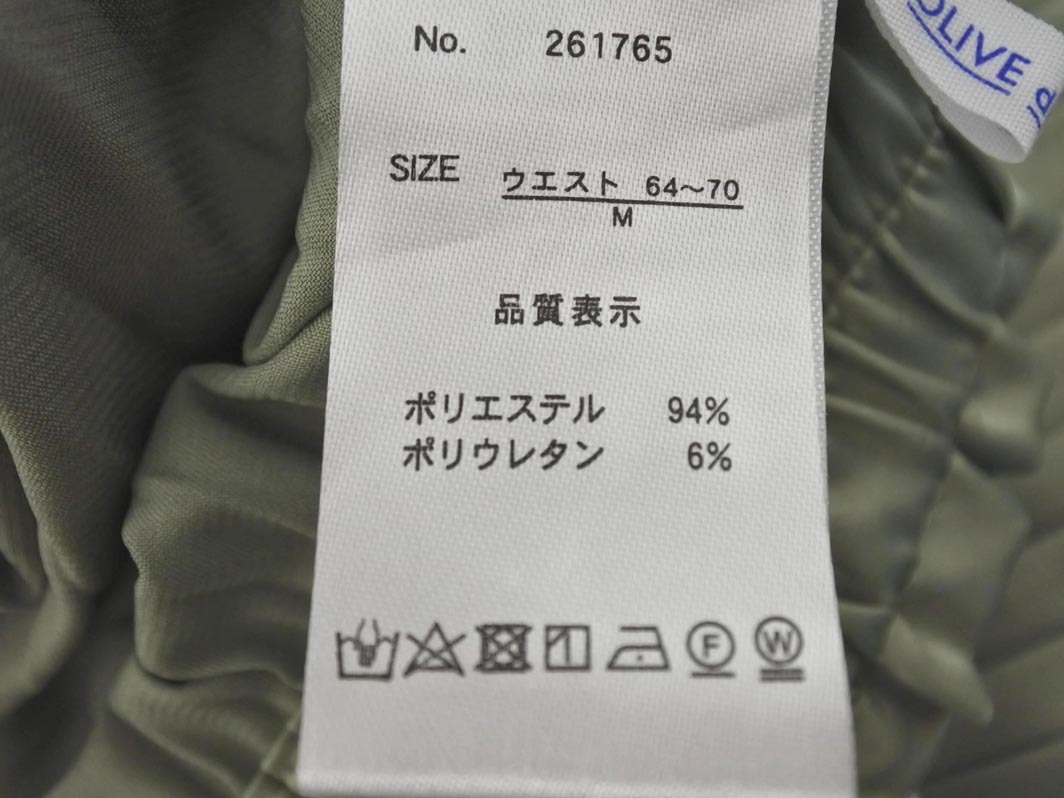 No. 261765
OLIVE
SIZE ウエスト 64~70
M
品質表示
ポリエステル 94%
ポリウレタン 6%
F W